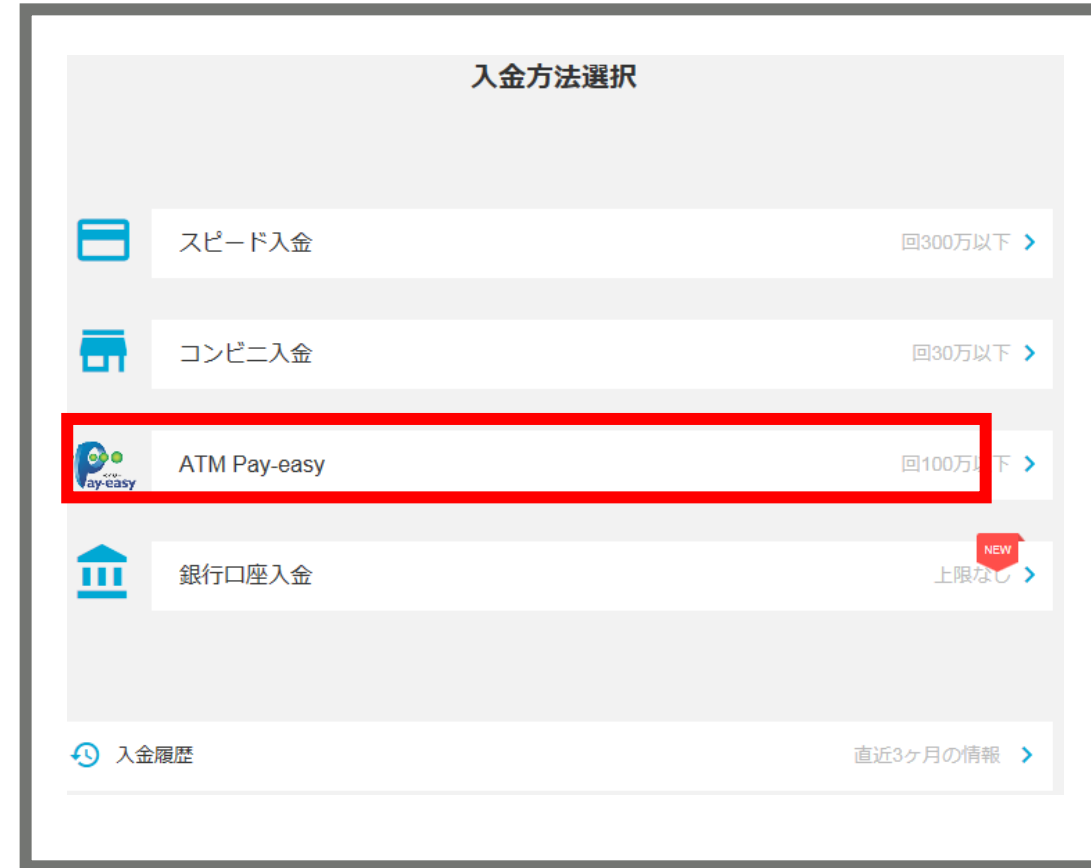 入金方法選択
スピード入金
回300万以下
コンビニ入金
回30万以下
Pay-easy
ATM Pay-easy
回100万以下
NEW
銀行口座入金
上限なし
入金履歴
直近3ヶ月の情報